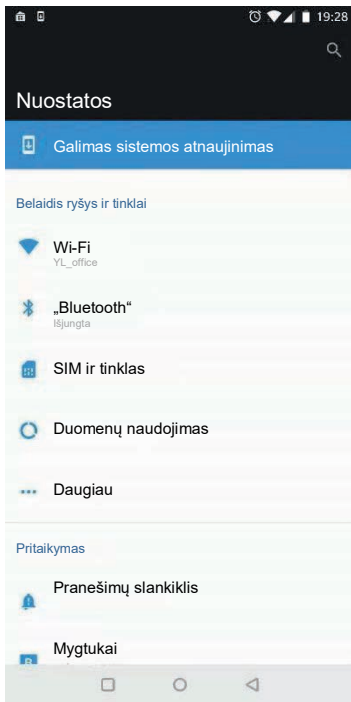 19:28
Nuostatos
Galimas sistemos atnaujinimas
Belaidis ryšys ir tinklai
Wi-Fi
YL_office
„Bluetooth“
Išjungta
SIM ir tinklas
Duomenų naudojimas
Daugiau
Pritaikymas
Pranešimų slankiklis
Mygtukai